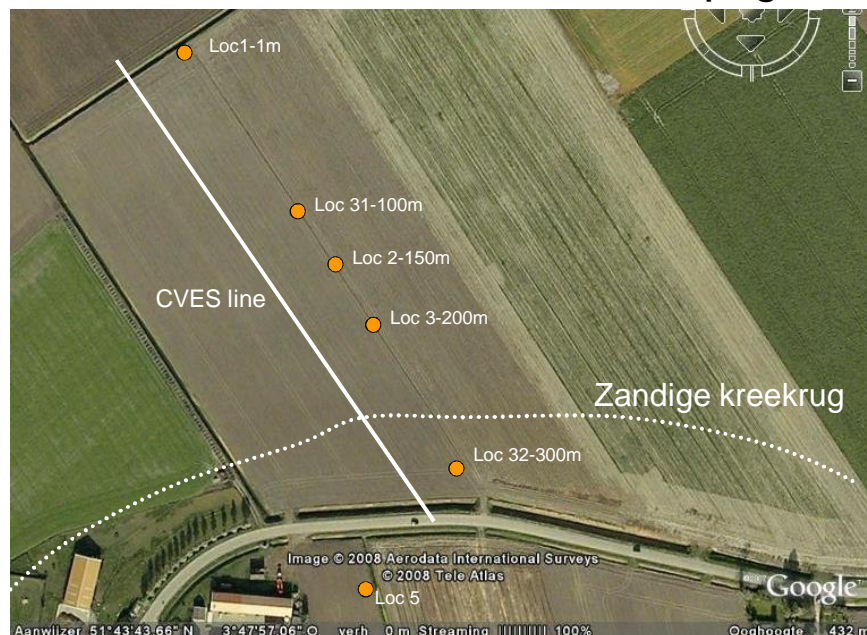 Loc1-1m
Loc 31-100m
Loc 2-150m
CVES line
Loc 3-200m
Zandige kreekrug
Loc 32-300m
Image © 2008 Aerodata International Surveys
© 2008 Tele Atlas
Google
Loc 5
Aanwijzer 51°43'43.66" N 3°47'57.06" O verh 0 m Streaming |||||||||| 100% Ooghoogte 432 m